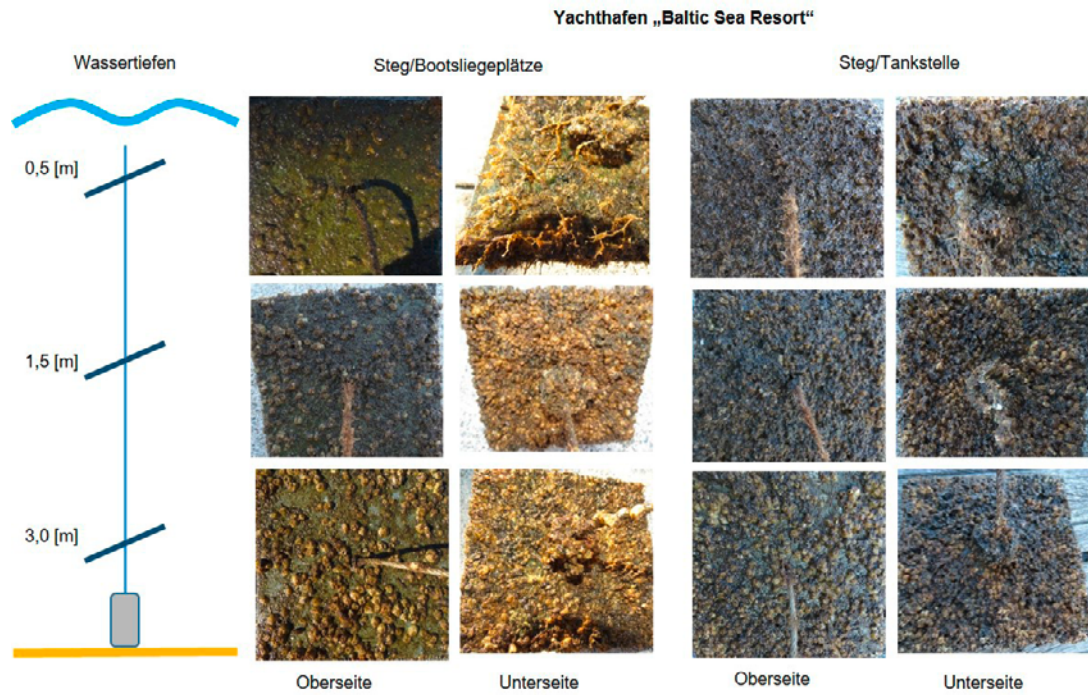 Yachthafen „Baltic Sea Resort“
Wassertiefen
Steg/Bootsliegeplätze
Steg/Tankstelle
0,5 [m]
1,5 [m]
3,0 [m]
Oberseite
Unterseite
Oberseite
Unterseite